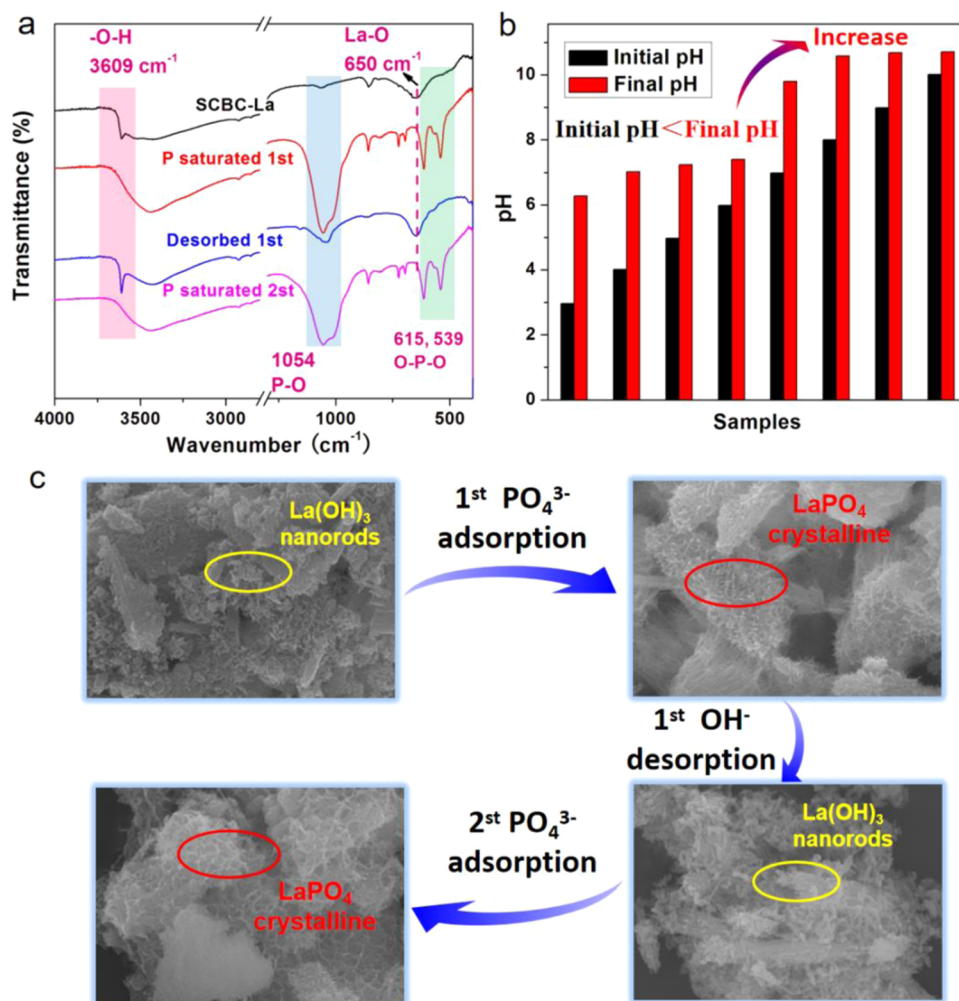 a
-O-H
3609 cm-1
La-O
650 cm-1
SCBC-La
P saturated 1st
Desorbed 1st
P saturated 2st
1054
P-O
615, 539
O-P-O
Transmittance (%)
4000
3500
3000
1000
500
Wavenumber (cm-1)
b
Initial pH
Final pH
Increase
Initial pH<Final pH
pH
10
8
6
4
2
0
Samples
c
La(OH)3
nanorods
1st PO43-
adsorption
LaPO4
crystalline
1st OH-
desorption
La(OH)3
nanorods
2st PO43-
adsorption
LaPO4
crystalline